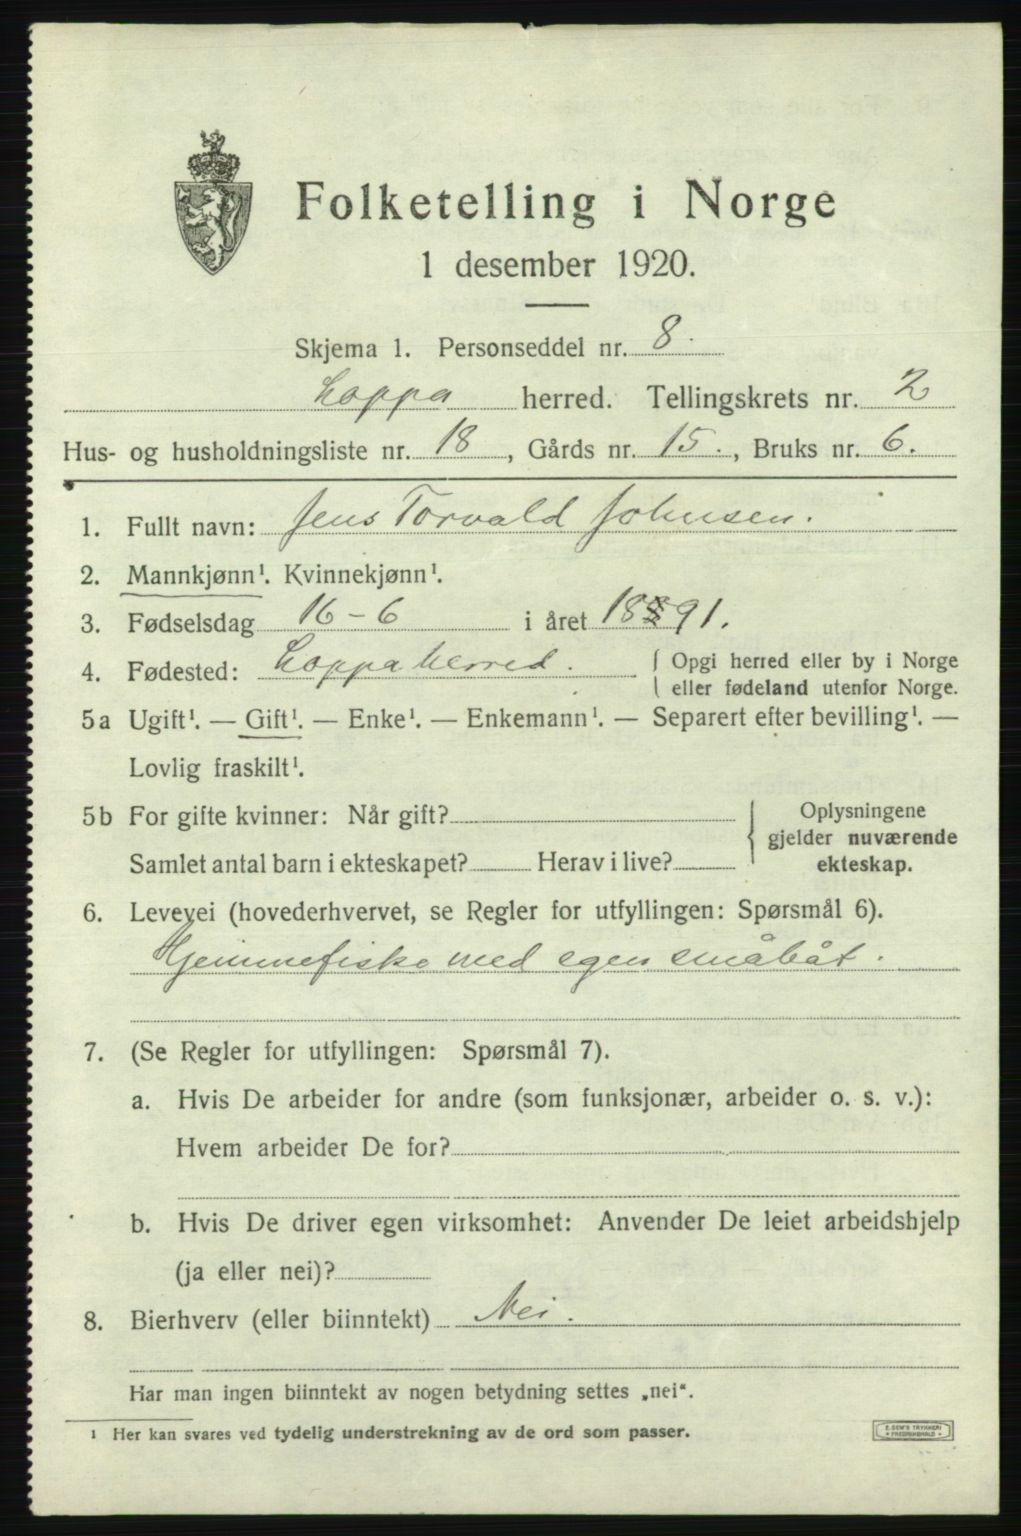 Folketelling i Norge
1 desember 1920.
Skjema 1. Personseddel nr. 8.
Loppa herred. Tellingskrets nr. 2
Hus- og husholdningsliste nr. 18, Gårds nr. 15., Bruks nr. 6.
1. Fullt navn: Jens Torvald Johnsen.
2. Mannkjønn¹. Kvinnekjønn¹.
3. Fødselsdag 16 - 6 i året 1891.
4. Fødested: Loppa herred. { Opgi herred eller by i Norge
eller fødeland utenfor Norge.
5a Ugift¹. — Gift¹. — Enke¹. — Enkemann¹. — Separert efter bevilling¹. —
Lovlig fraskilt¹.
5b For gifte kvinner: Når gift? { Oplysningene
gjelder nuværende
Samlet antal barn i ekteskapet? Herav i live? ekteskap.
6. Levevei (hovederhvervet, se Regler for utfyllingen: Spørsmål 6).
Hjemmefiske med egen småbåt.
7. (Se Regler for utfyllingen: Spørsmål 7).
a. Hvis De arbeider for andre (som funksjonær, arbeider o. s. v.):
Hvem arbeider De for?
b. Hvis De driver egen virksomhet: Anvender De leiet arbeidshjelp
(ja eller nei)?
8. Bierhverv (eller biinntekt) Nei.
Har man ingen biinntekt av nogen betydning settes „nei“.
¹ Her kan svares ved tydelig understrekning av de ord som passer.
E. SEM'S TRYKKERI
• FREDRIKSHALD •